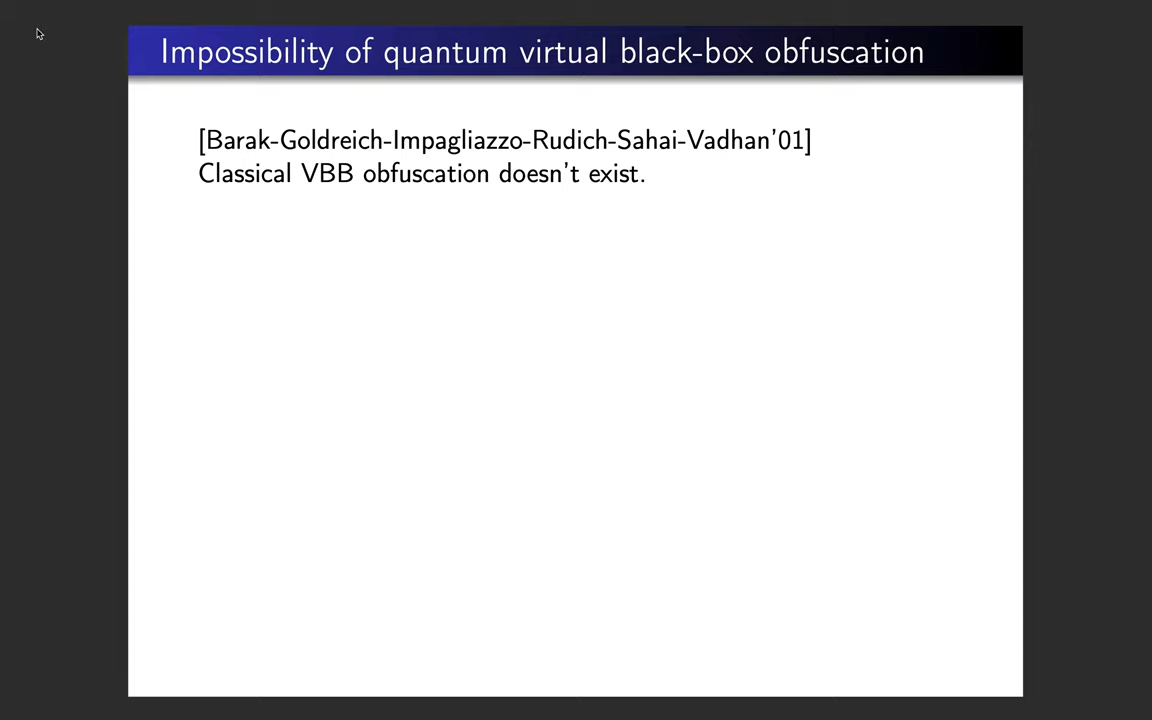 Impossibility of quantum virtual black-box obfuscation
[Barak-Goldreich-Impagliazzo-Rudich-Sahai-Vadhan'01]
Classical VBB obfuscation doesn't exist.